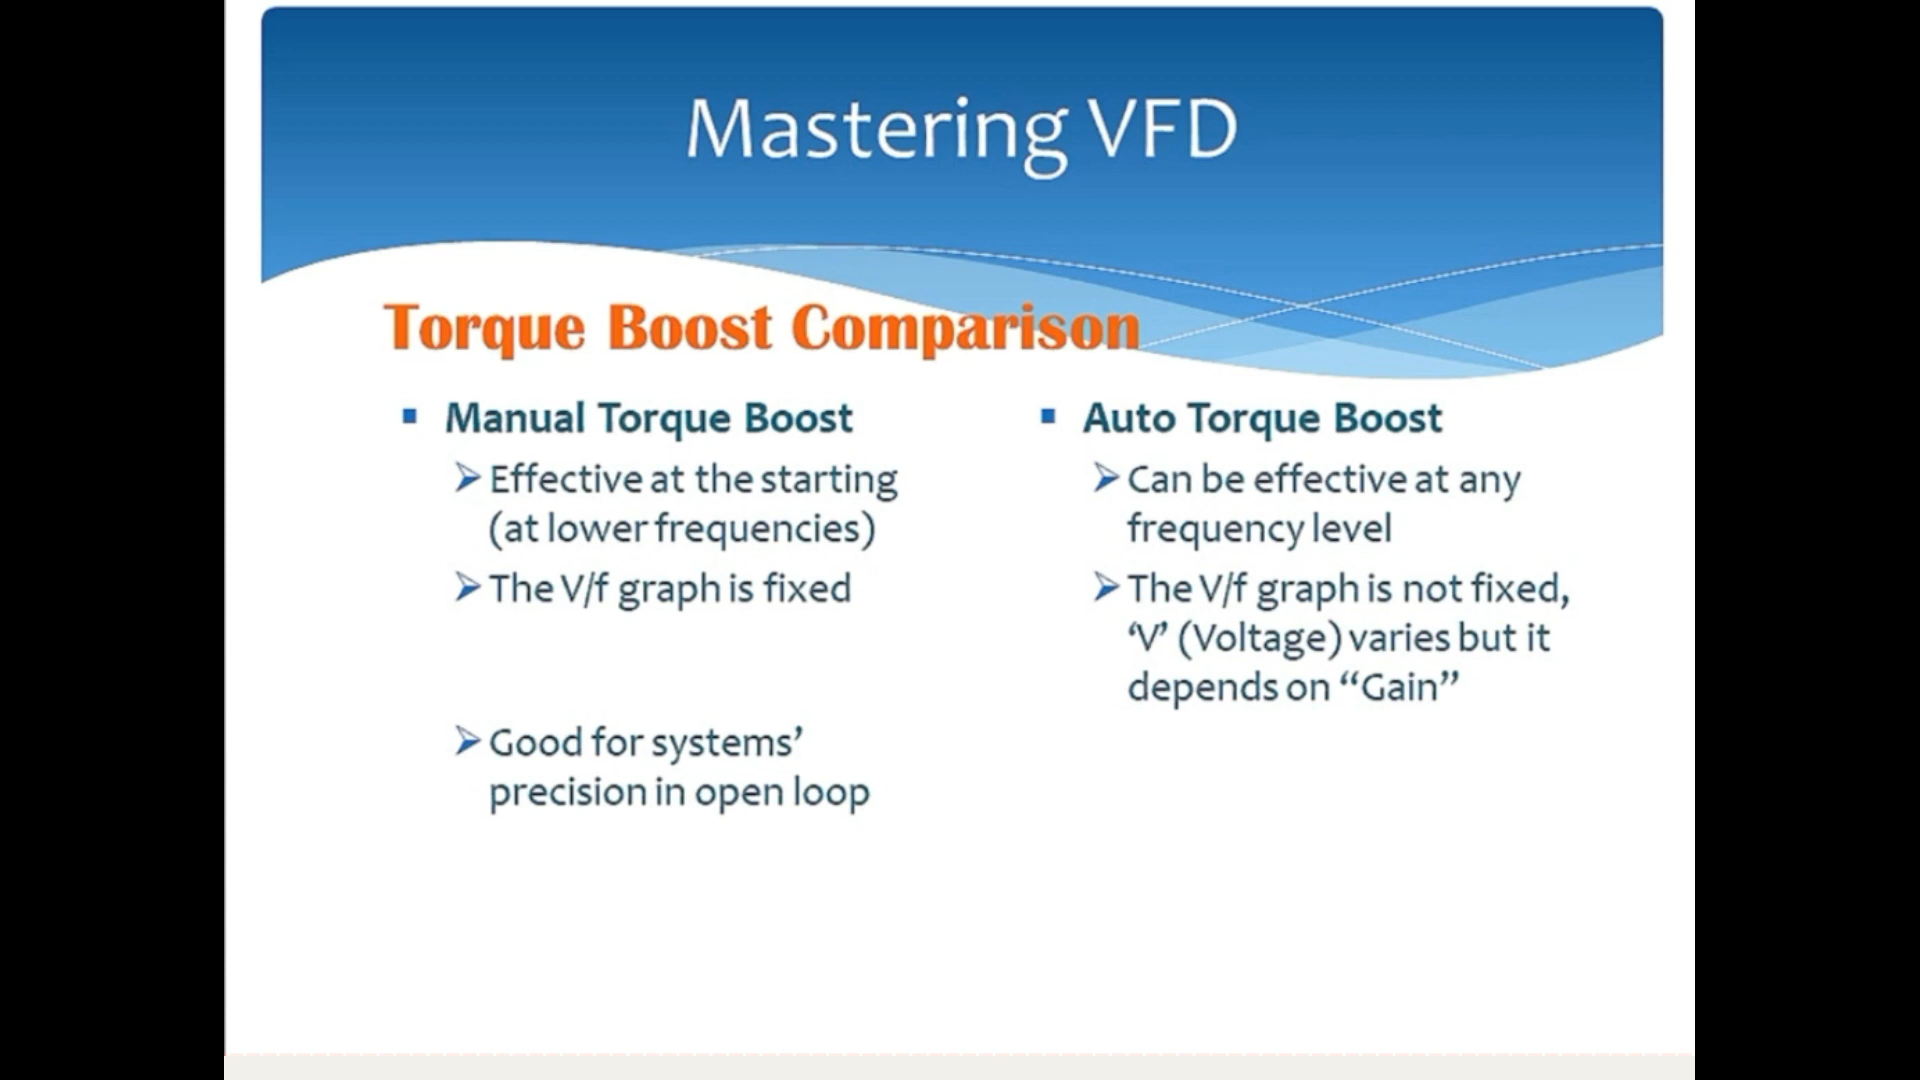 Mastering VFD
Torque Boost Comparison
Manual Torque Boost
Effective at the starting
(at lower frequencies)
The V/f graph is fixed
Good for systems’
precision in open loop
Auto Torque Boost
Can be effective at any
frequency level
The V/f graph is not fixed,
‘V’ (Voltage) varies but it
depends on “Gain”